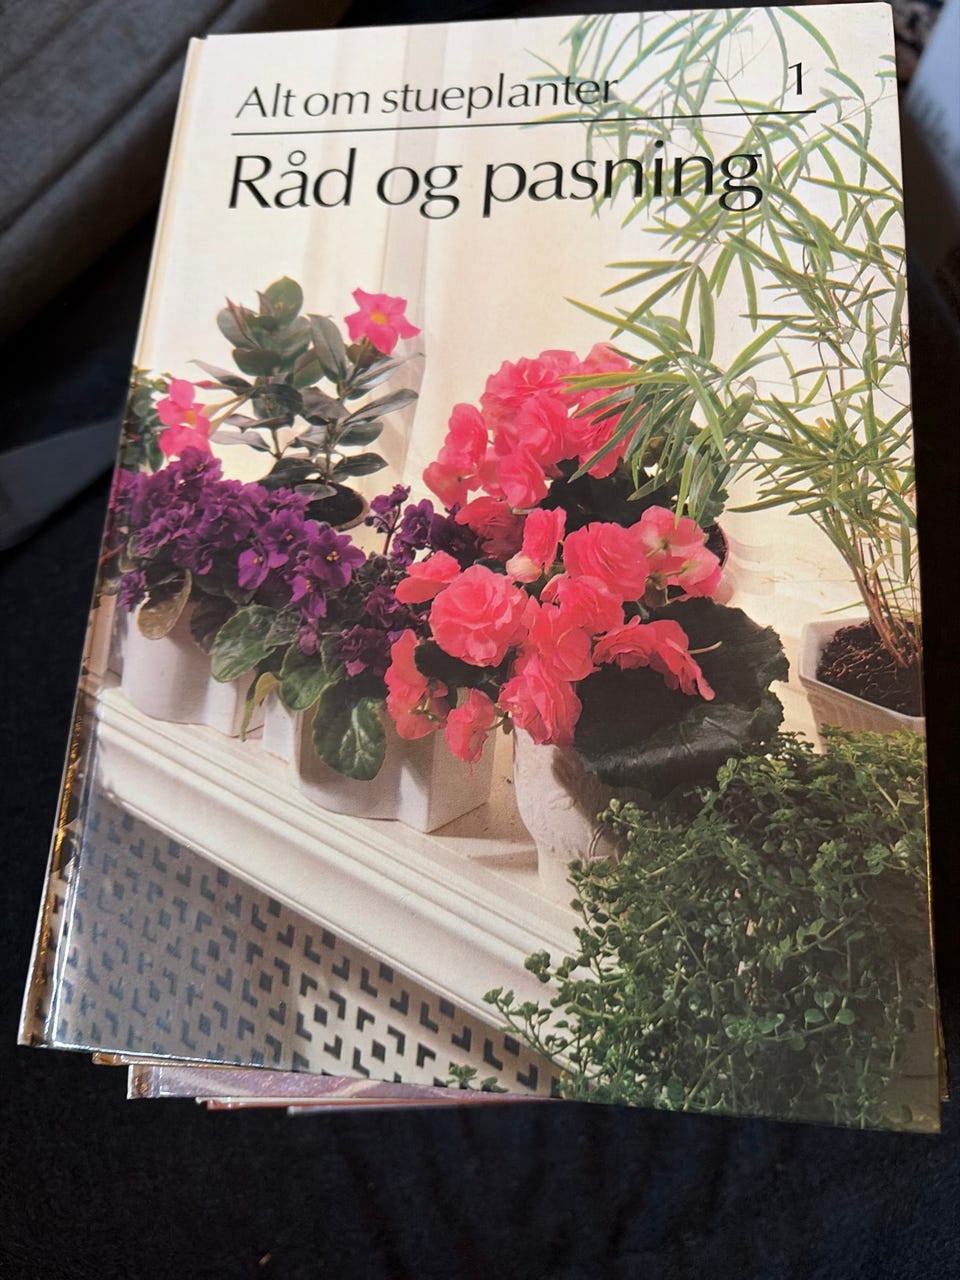 Alt om stueplanter 1
Råd og pasning